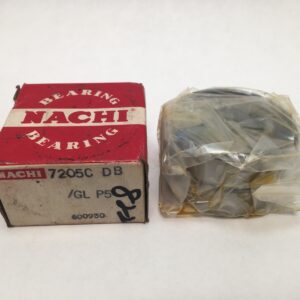 BEARING
NACHI
BEARING
NACHI 7205C DB
/GL P5
600950